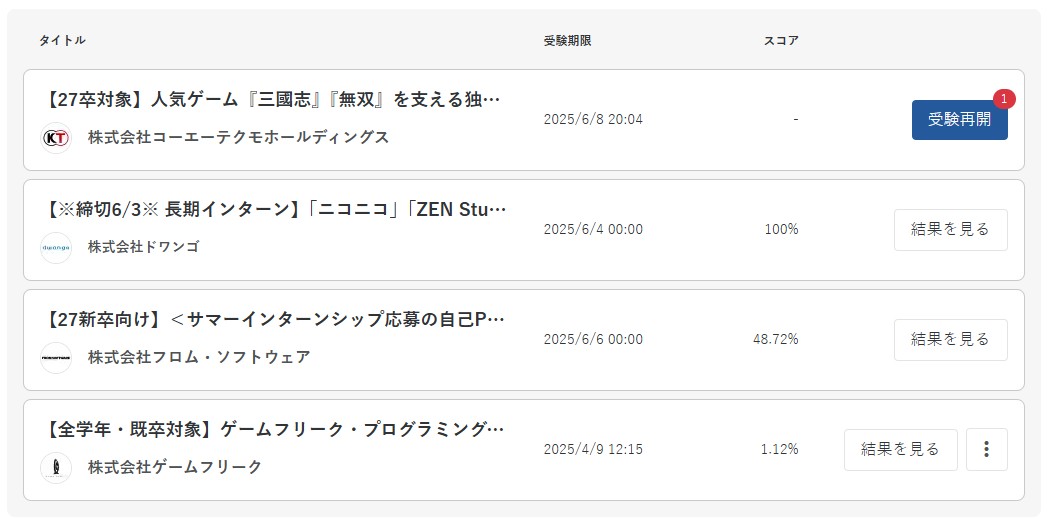 タイトル 受験期限 スコア
【27卒対象】人気ゲーム『三國志』『無双』を支える独…
KT 株式会社コーエーテクモホールディングス
2025/6/8 20:04
-
1
受験再開
【※締切6/3※ 長期インターン】「ニコニコ」「ZEN Stu…
dwango 株式会社ドワンゴ
2025/6/4 00:00
100%
結果を見る
【27新卒向け】＜サマーインターンシップ応募の自己P…
FROMSOFTWARE 株式会社フロム・ソフトウェア
2025/6/6 00:00
48.72%
結果を見る
【全学年・既卒対象】ゲームフリーク・プログラミング…
株式会社ゲームフリーク
2025/4/9 12:15
1.12%
結果を見る